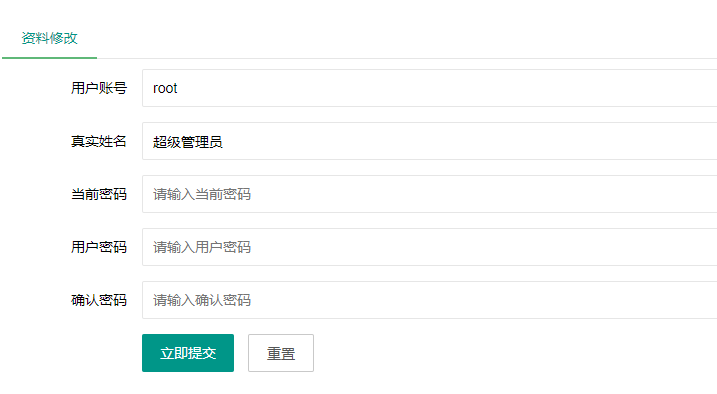 资料修改
用户账号 root
真实姓名 超级管理员
当前密码 请输入当前密码
用户密码 请输入用户密码
确认密码 请输入确认密码
立即提交 重置